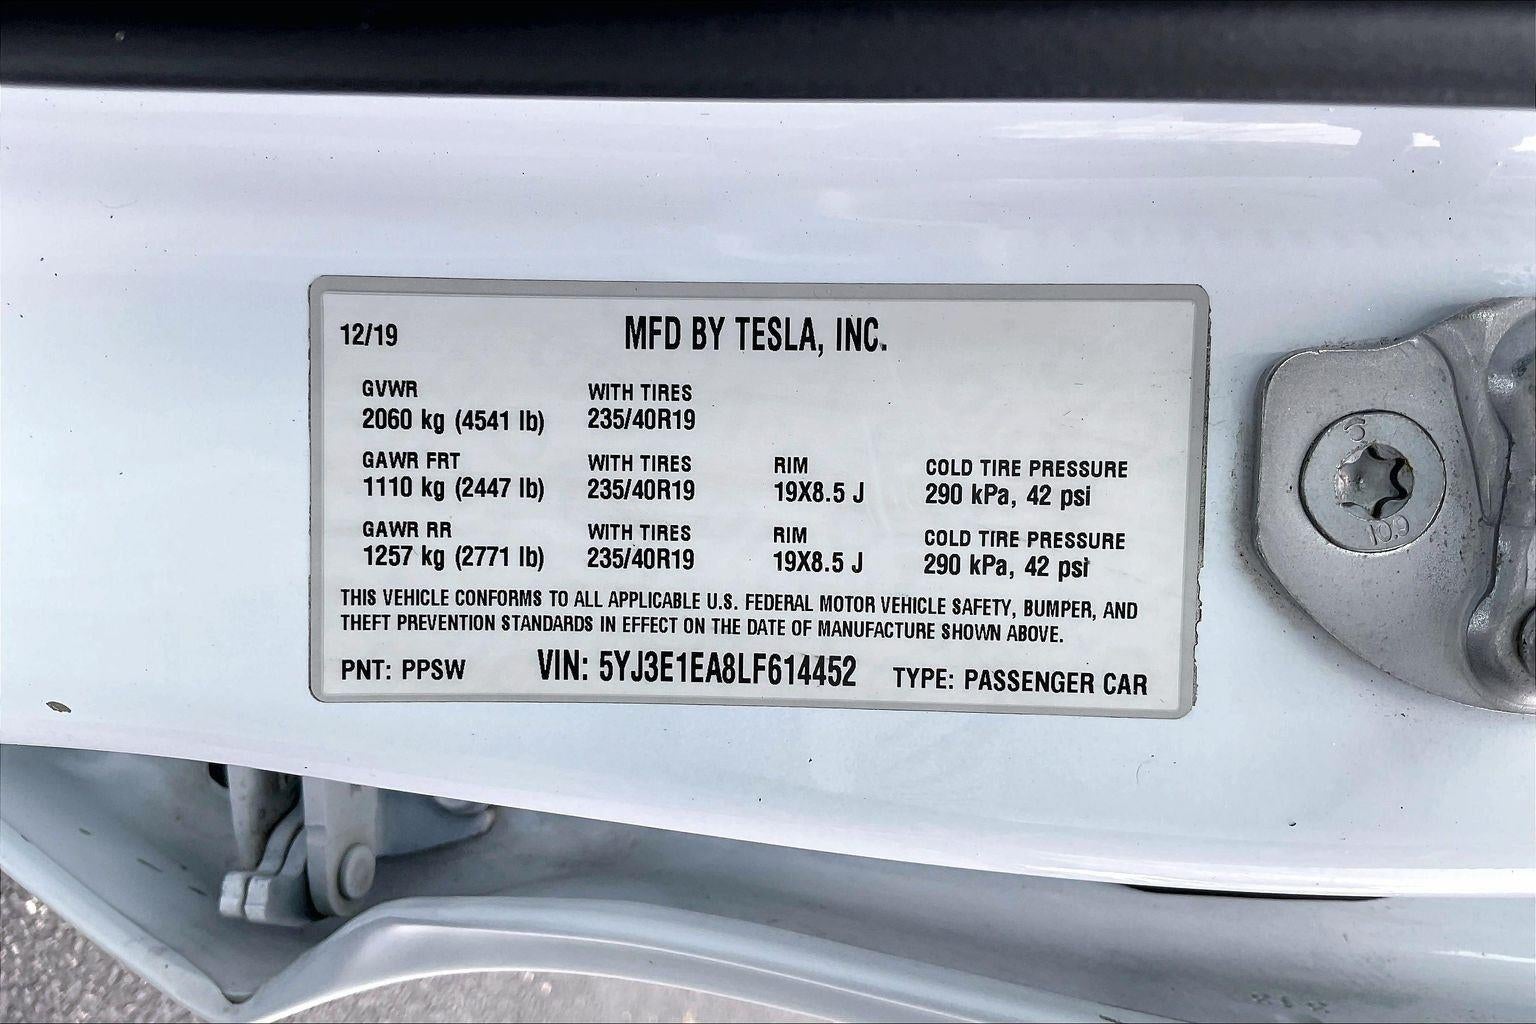 12/19 MFD BY TESLA, INC.
GVWR WITH TIRES
2060 kg (4541 lb) 235/40R19
GAWR FRT WITH TIRES RIM COLD TIRE PRESSURE
1110 kg (2447 lb) 235/40R19 19X8.5 J 290 kPa, 42 psi
GAWR RR WITH TIRES RIM COLD TIRE PRESSURE
1257 kg (2771 lb) 235/40R19 19X8.5 J 290 kPa, 42 psi
THIS VEHICLE CONFORMS TO ALL APPLICABLE U.S. FEDERAL MOTOR VEHICLE SAFETY, BUMPER, AND
THEFT PREVENTION STANDARDS IN EFFECT ON THE DATE OF MANUFACTURE SHOWN ABOVE.
PNT: PPSW VIN: 5YJ3E1EA8LF614452 TYPE: PASSENGER CAR
10.9